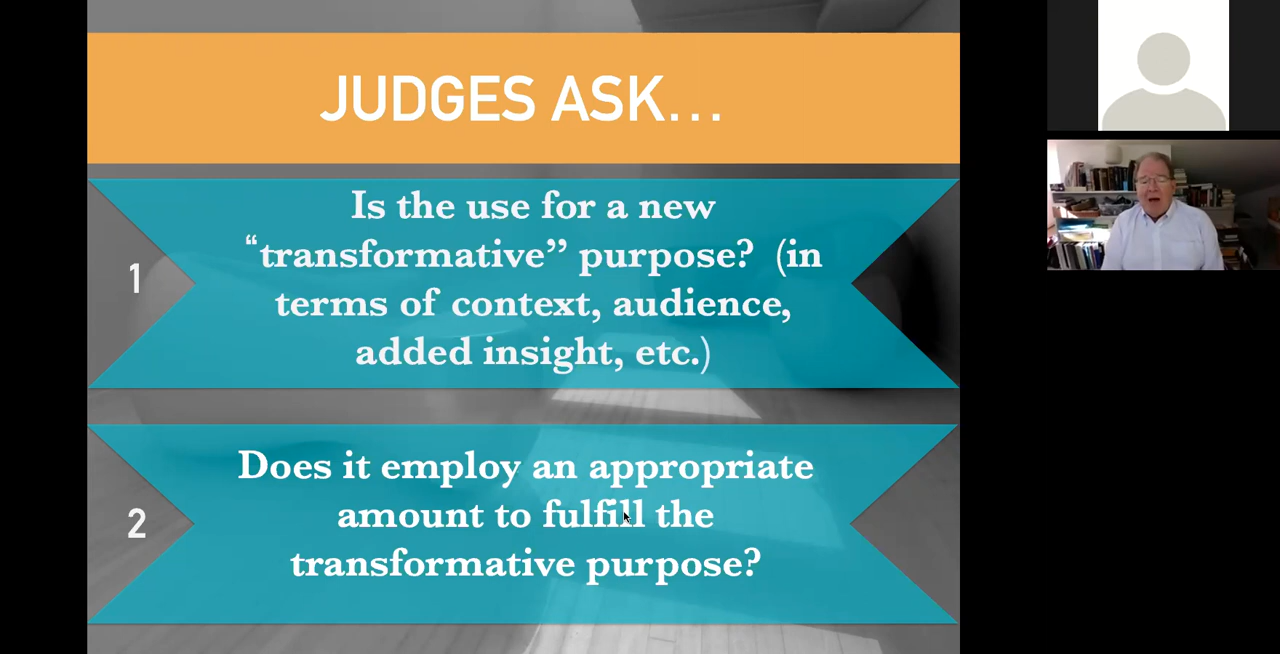 JUDGES ASK...
1
Is the use for a new
“transformative” purpose?  (in
terms of context, audience,
added insight, etc.)
2
Does it employ an appropriate
amount to fulfill the
transformative purpose?